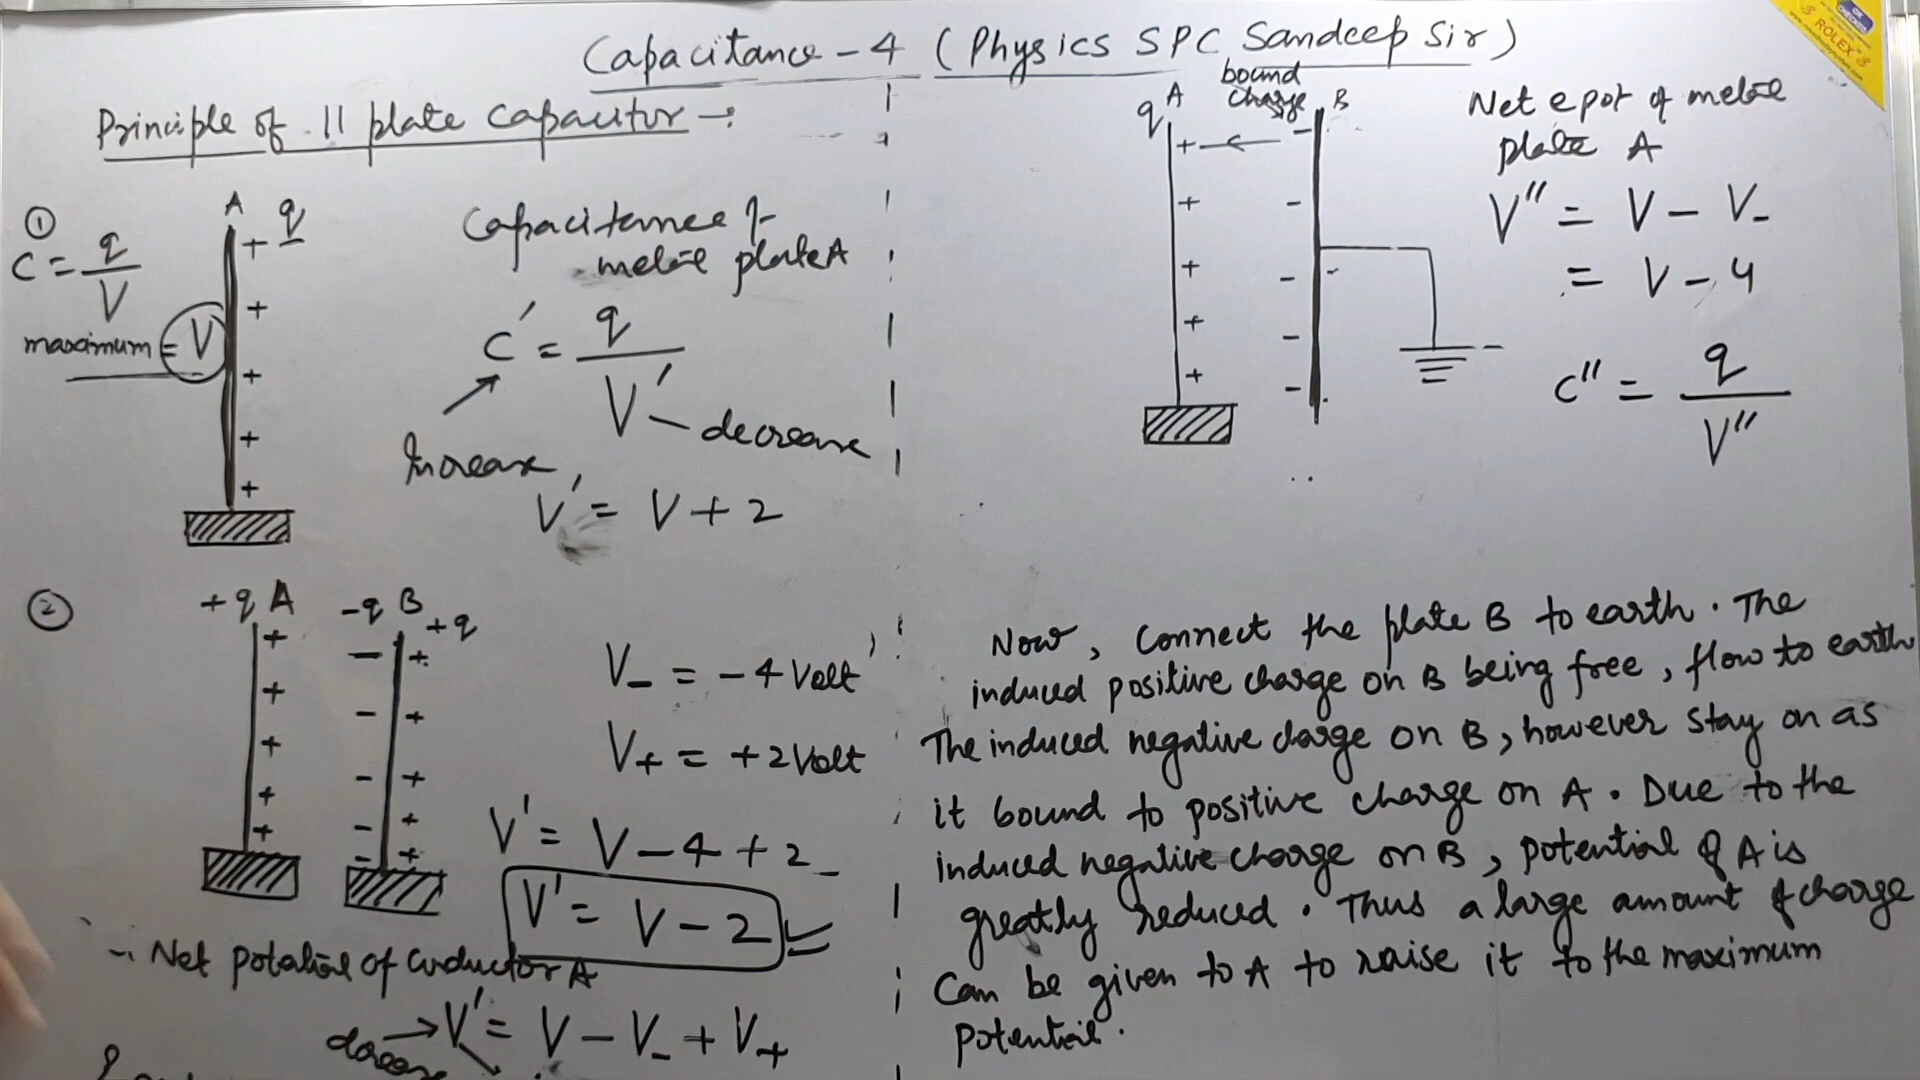 Capacitance - 4 (Physics SPC Sandeep Sir)
Principle of || plate capacitor -:
①
C = q / V
maximum = V
A q
+
+
+
+
+
Capacitance of
metal plate A
C' = q / V'
decrease
Increase
V' = V + 2
②
+q A
+
+
+
+
+
-q B +q
- +
- +
- +
- +
- +
V_ = -4 Volt
V+ = +2 Volt
V' = V - 4 + 2
V' = V - 2
∴ Net potential of conductor A
decrease → V' = V - V_ + V+
q A
bound
charge
B
+ ← -
+ -
+ -
+ -
+ -
Net e pot of metal
plate A
V'' = V - V_
= V - 4
C'' = q / V''
Now, Connect the plate B to earth. The
induced positive charge on B being free, flow to earth
The induced negative charge on B, however stay on as
it bound to positive charge on A. Due to the
induced negative charge on B, potential of A is
greatly reduced. Thus a large amount of charge
Can be given to A to raise it to the maximum
potential.
ROLEX